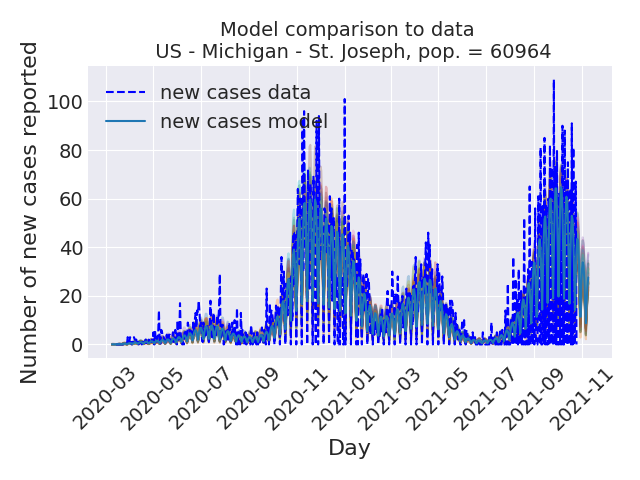 Model comparison to data
US - Michigan - St. Joseph, pop. = 60964
Number of new cases reported
100
80
60
40
20
0
new cases data
new cases model
2020-03
2020-05
2020-07
2020-09
2020-11
2021-01
2021-03
2021-05
2021-07
2021-09
2021-11
Day